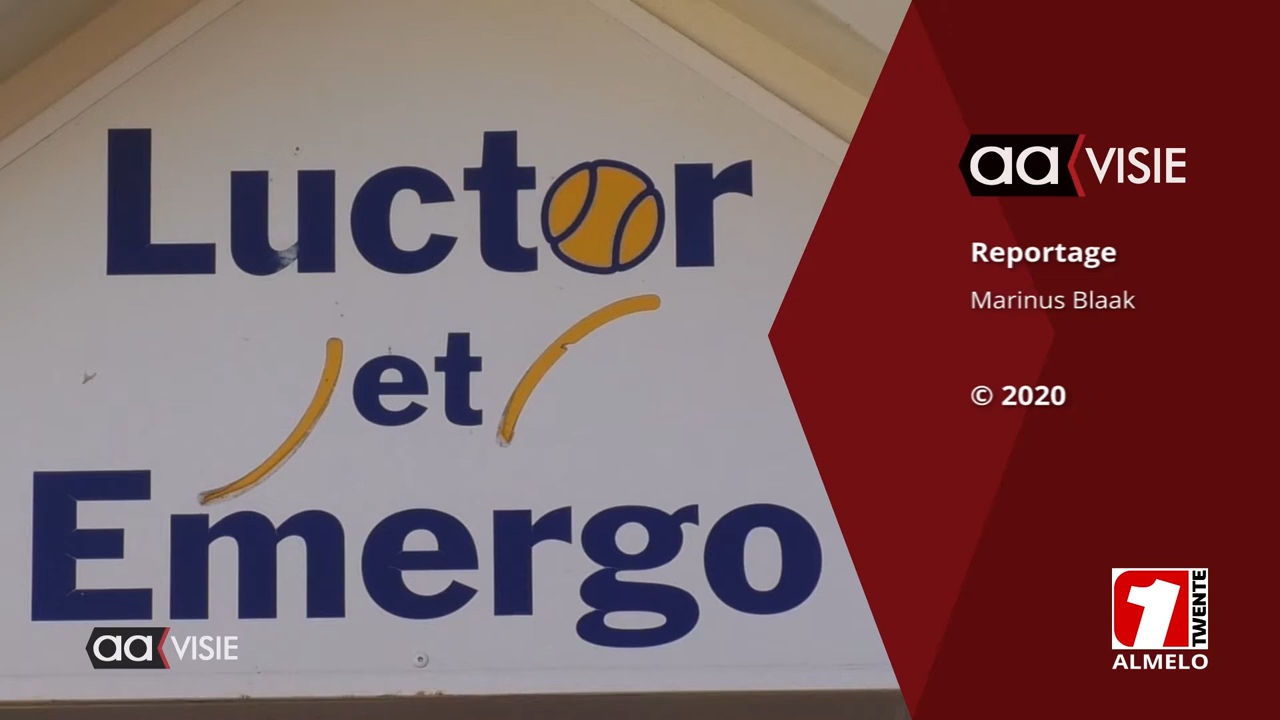 Luctor
et
Emergo
aa VISIE
aa VISIE
Reportage
Marinus Blaak
© 2020
1 TWENTE
ALMELO